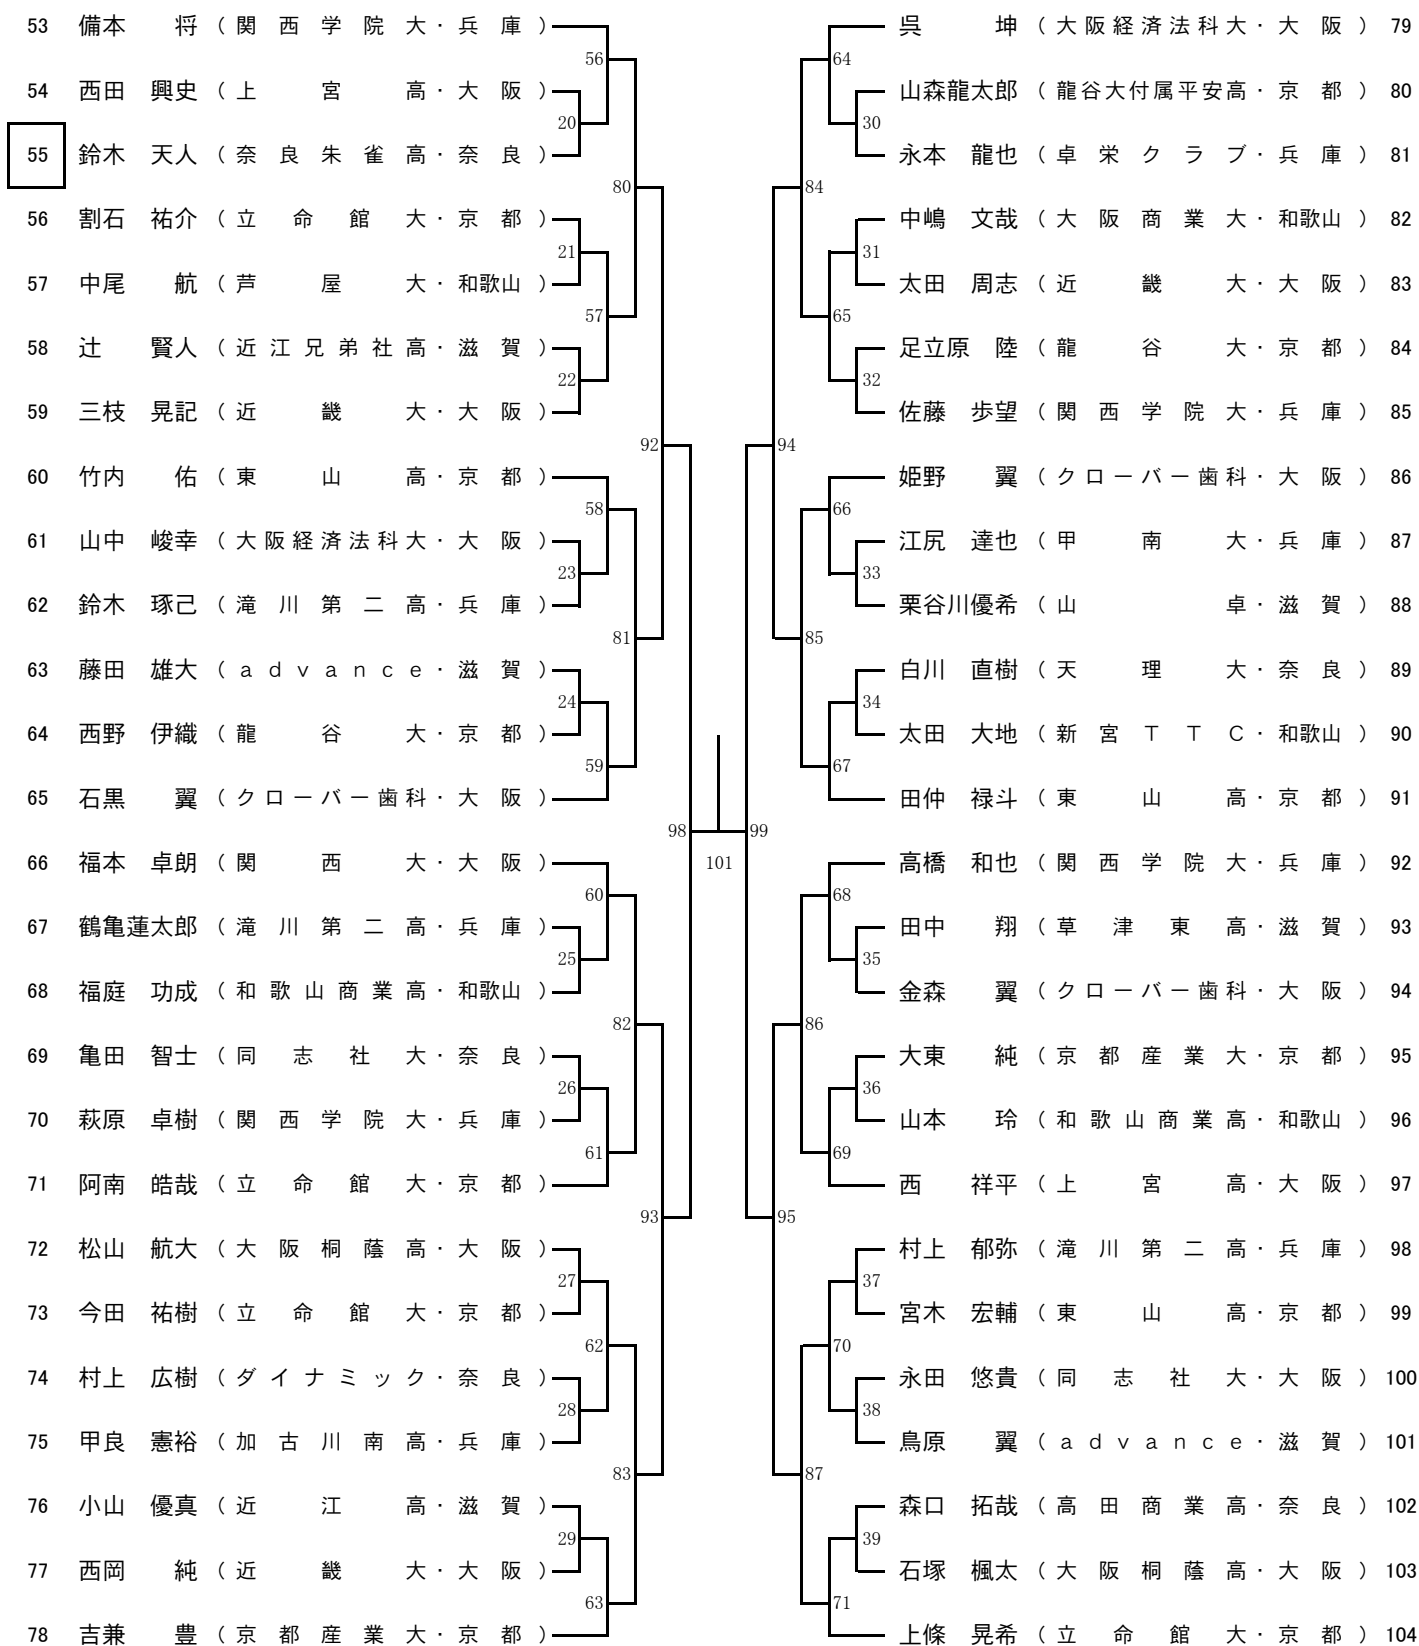 53 備本 将 （関西学院大・兵庫）
54 西田 興史 （上宮高・大阪）
55 鈴木 天人 （奈良朱雀高・奈良）
56 割石 祐介 （立命館大・京都）
57 中尾 航 （芦屋大・和歌山）
58 辻 賢人 （近江兄弟社高・滋賀）
59 三枝 晃記 （近畿大・大阪）
60 竹内 佑 （東山高・京都）
61 山中 峻幸 （大阪経済法科大・大阪）
62 鈴木 琢己 （滝川第二高・兵庫）
63 藤田 雄大 （ａｄｖａｎｃｅ・滋賀）
64 西野 伊織 （龍谷大・京都）
65 石黒 翼 （クローバー歯科・大阪）
66 福本 卓朗 （関西大・大阪）
67 鶴亀蓮太郎 （滝川第二高・兵庫）
68 福庭 功成 （和歌山商業高・和歌山）
69 亀田 智士 （同志社大・奈良）
70 萩原 卓樹 （関西学院大・兵庫）
71 阿南 皓哉 （立命館大・京都）
72 松山 航大 （大阪桐蔭高・大阪）
73 今田 祐樹 （立命館大・京都）
74 村上 広樹 （ダイナミック・奈良）
75 甲良 憲裕 （加古川南高・兵庫）
76 小山 優真 （近江高・滋賀）
77 西岡 純 （近畿大・大阪）
78 吉兼 豊 （京都産業大・京都）
56
20
21
57
22
80
58
23
24
59
81
92
60
25
26
61
82
27
62
28
29
63
83
93
98
101
99
64
30
31
65
32
84
66
33
34
67
85
94
68
35
36
69
86
37
70
38
39
71
87
95
呉 坤 （大阪経済法科大・大阪） 79
山森龍太郎 （龍谷大付属平安高・京都） 80
永本 龍也 （卓栄クラブ・兵庫） 81
中嶋 文哉 （大阪商業大・和歌山） 82
太田 周志 （近畿大・大阪） 83
足立原 陸 （龍谷大・京都） 84
佐藤 歩望 （関西学院大・兵庫） 85
姫野 翼 （クローバー歯科・大阪） 86
江尻 達也 （甲南大・兵庫） 87
栗谷川優希 （山卓・滋賀） 88
白川 直樹 （天理大・奈良） 89
太田 大地 （新宮ＴＴＣ・和歌山） 90
田仲 禄斗 （東山高・京都） 91
高橋 和也 （関西学院大・兵庫） 92
田中 翔 （草津東高・滋賀） 93
金森 翼 （クローバー歯科・大阪） 94
大東 純 （京都産業大・京都） 95
山本 玲 （和歌山商業高・和歌山） 96
西 祥平 （上宮高・大阪） 97
村上 郁弥 （滝川第二高・兵庫） 98
宮木 宏輔 （東山高・京都） 99
永田 悠貴 （同志社大・大阪） 100
鳥原 翼 （ａｄｖａｎｃｅ・滋賀） 101
森口 拓哉 （高田商業高・奈良） 102
石塚 楓太 （大阪桐蔭高・大阪） 103
上條 晃希 （立命館大・京都） 104